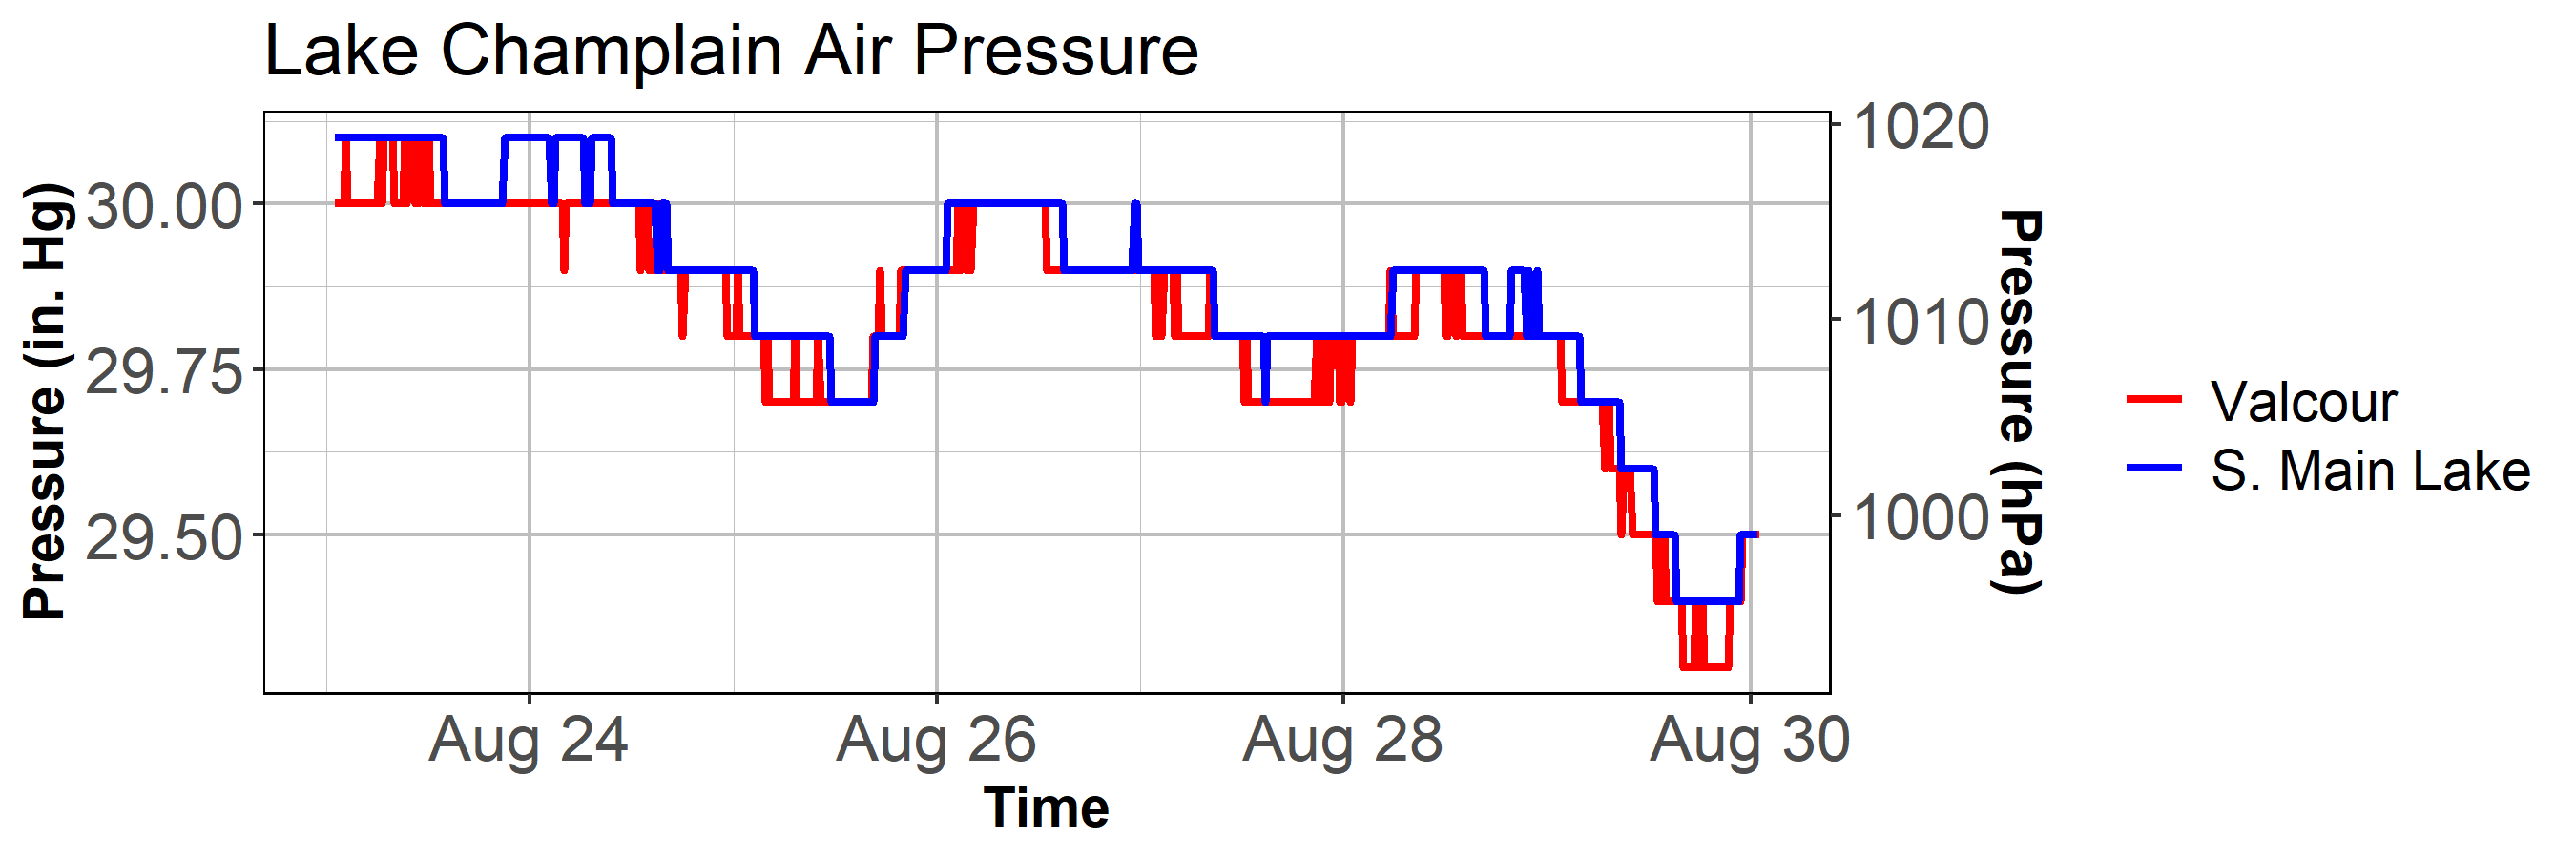 Lake Champlain Air Pressure
Pressure (in. Hg)
30.00
29.75
29.50
1020
1010
1000
Pressure (hPa)
Aug 24
Aug 26
Aug 28
Aug 30
Time
Valcour
S. Main Lake